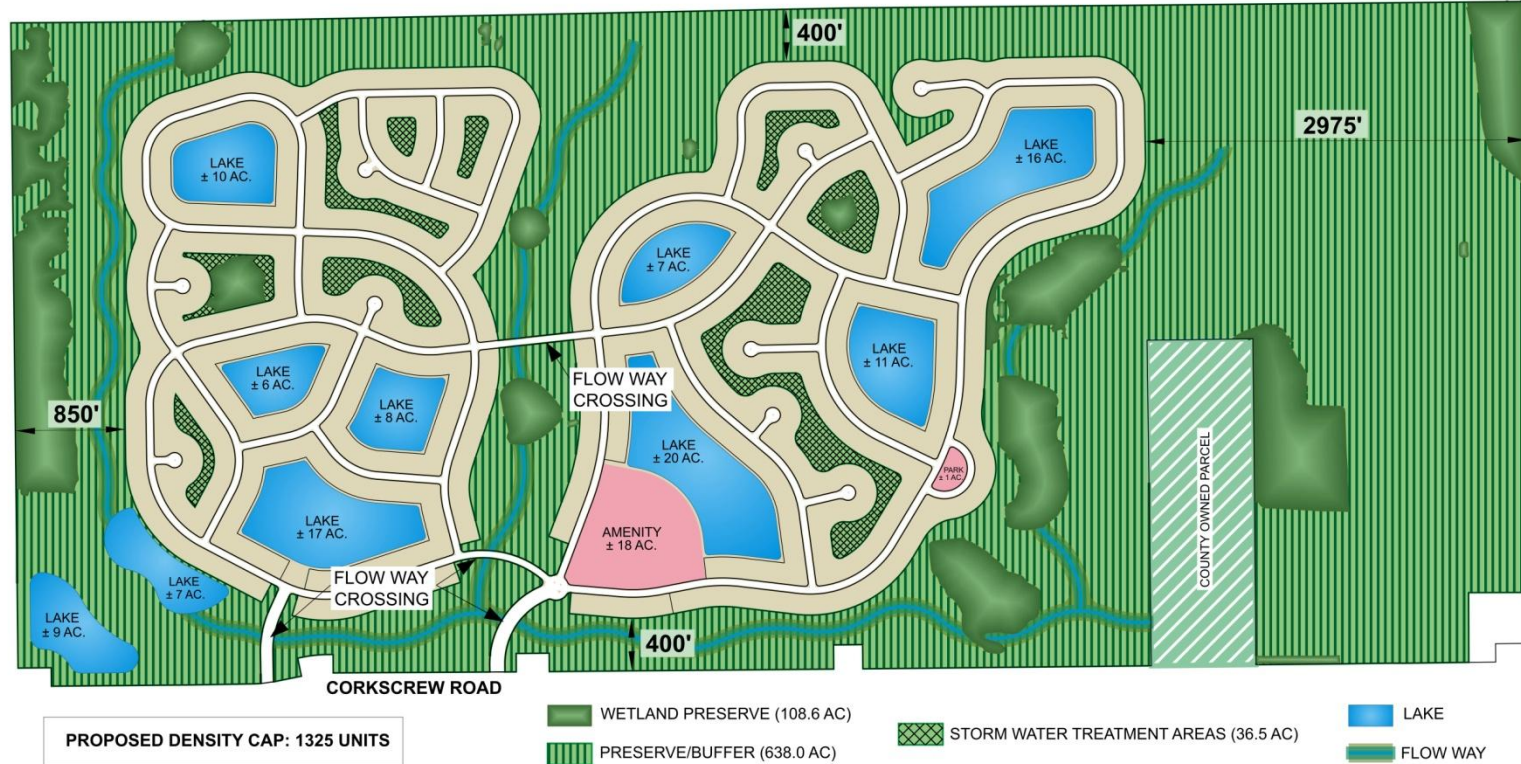 400'
LAKE
± 10 AC.
LAKE
± 16 AC.
2975'
LAKE
± 7 AC.
LAKE
± 6 AC.
LAKE
± 8 AC.
FLOW WAY
CROSSING
LAKE
± 11 AC.
850'
LAKE
± 20 AC.
PARK
± 1 AC.
COUNTY OWNED PARCEL
LAKE
± 17 AC.
AMENITY
± 18 AC.
LAKE
± 7 AC.
FLOW WAY
CROSSING
LAKE
± 9 AC.
400'
CORKSCREW ROAD
PROPOSED DENSITY CAP: 1325 UNITS
WETLAND PRESERVE (108.6 AC)
PRESERVE/BUFFER (638.0 AC)
STORM WATER TREATMENT AREAS (36.5 AC)
LAKE
FLOW WAY